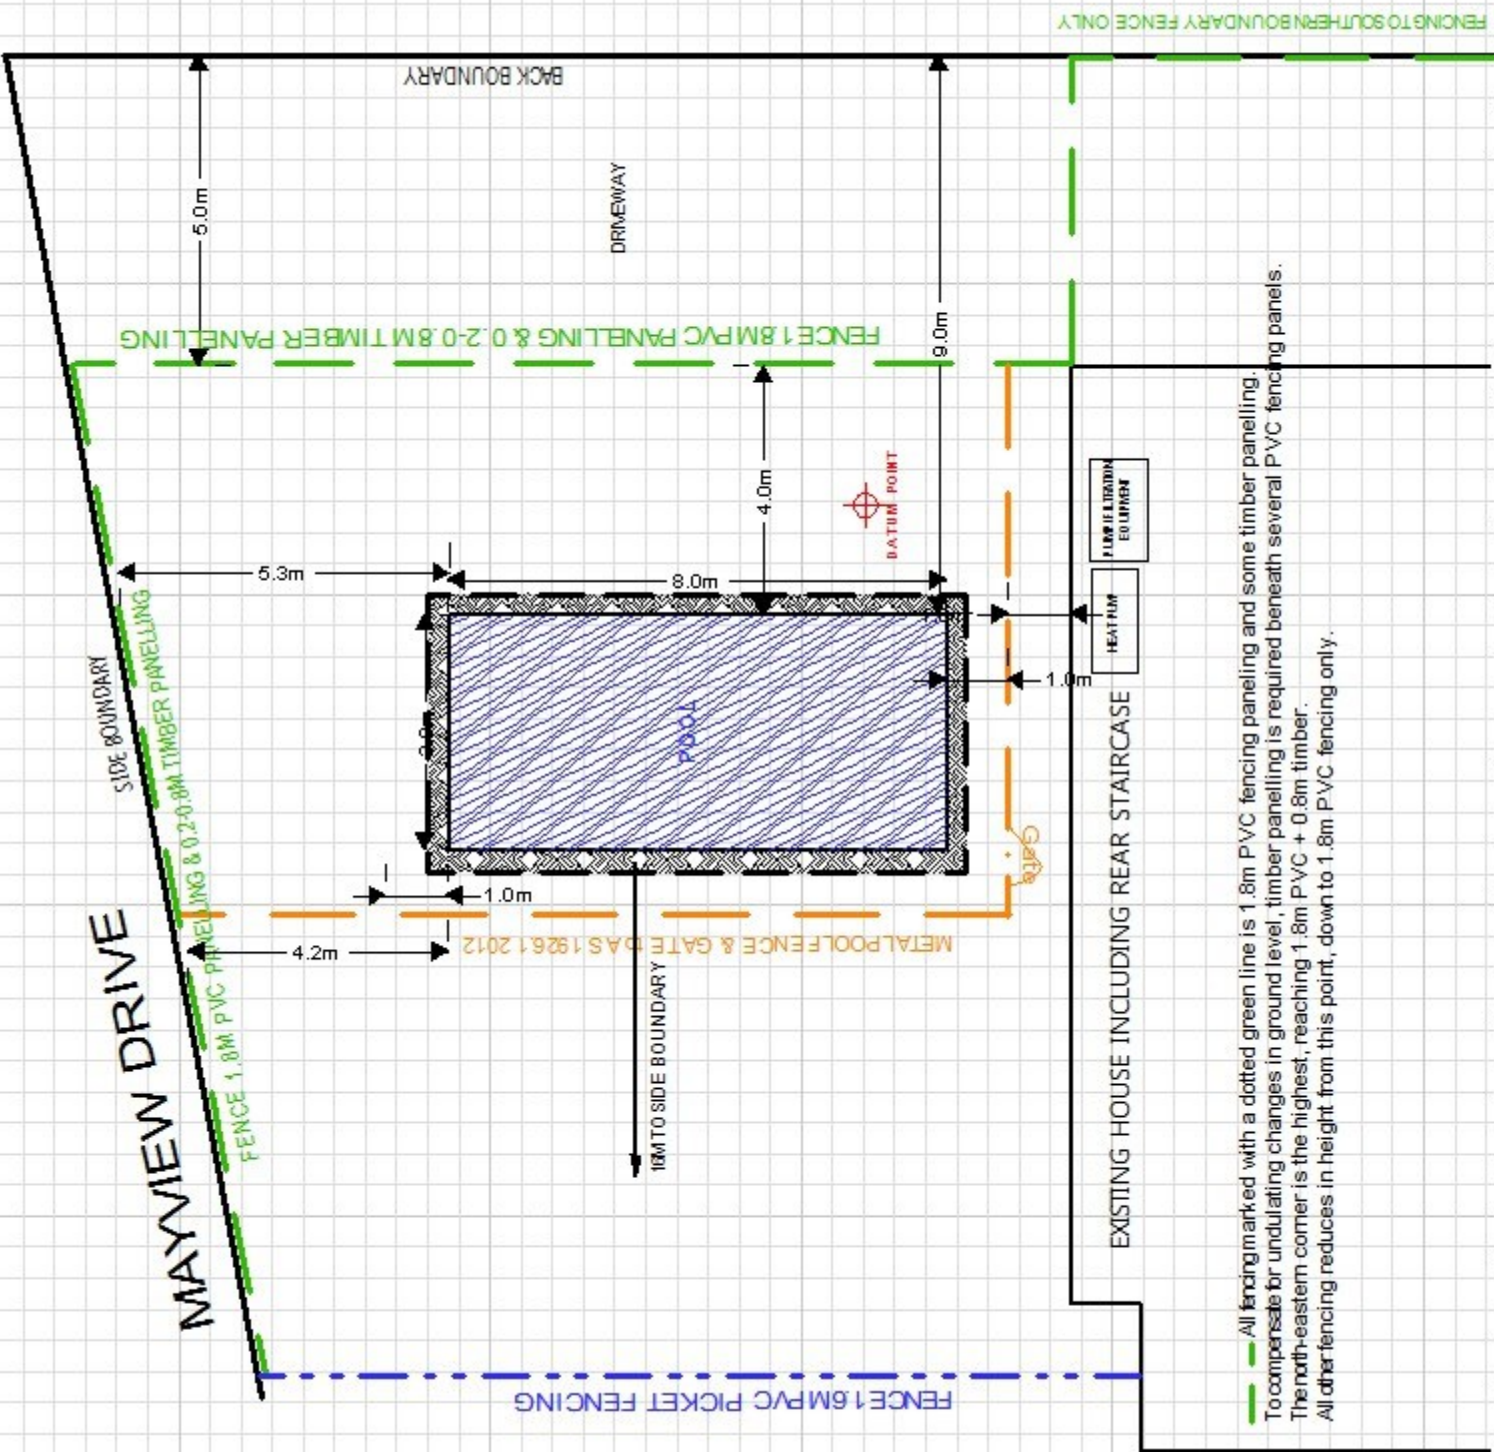 FENCING TO SOUTHERN BOUNDARY FENCE ONLY
BACK BOUNDARY
5.0m
DRIVEWAY
9.0m
FENCE 1.8M PVC PANELLING & 0.2-0.8M TIMBER PANELLING
4.0m
DATUM POINT
PUMP/FILTRATION
EQUIPMENT
HEAT PUMP
5.3m
8.0m
1.0m
POOL
SIDE BOUNDARY
FENCE 1.8M PVC PANELLING & 0.2-0.8M TIMBER PANELLING
Gate
1.0m
4.2m
METAL POOL FENCE & GATE to AS 1926.1 2012
16M TO SIDE BOUNDARY
MAYVIEW DRIVE
EXISTING HOUSE INCLUDING REAR STAIRCASE
FENCE 1.6M PVC PICKET FENCING
All fencing marked with a dotted green line is 1.8m PVC fencing paneling and some timber panelling.
To compensate for undulating changes in ground level, timber panelling is required beneath several PVC fencing panels.
The north-eastern corner is the highest, reaching 1.8m PVC + 0.8m timber.
All other fencing reduces in height from this point, down to 1.8m PVC fencing only.